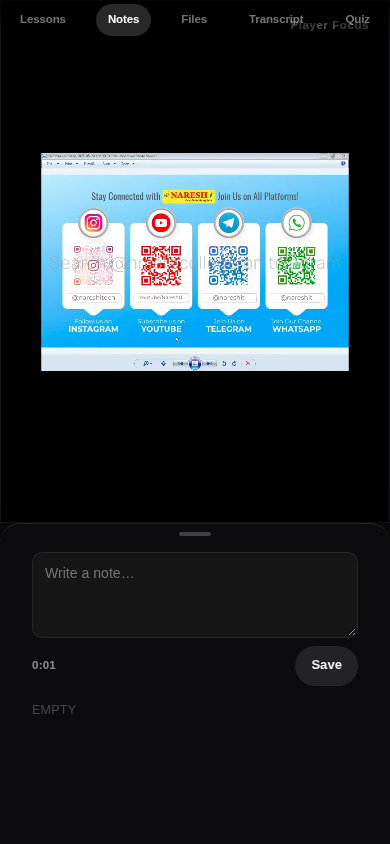 Lessons Notes Files Transcript Quiz
Player Focus
Stay Connected with NARESH i technologies Join Us on All Platforms!
@nareshitech @nareshit @nareshit
Follow us on Subscribe us on Join Us on Join Our Channe
INSTAGRAM YOUTUBE TELEGRAM WHATSAPP
Write a note…
0:01
Save
EMPTY